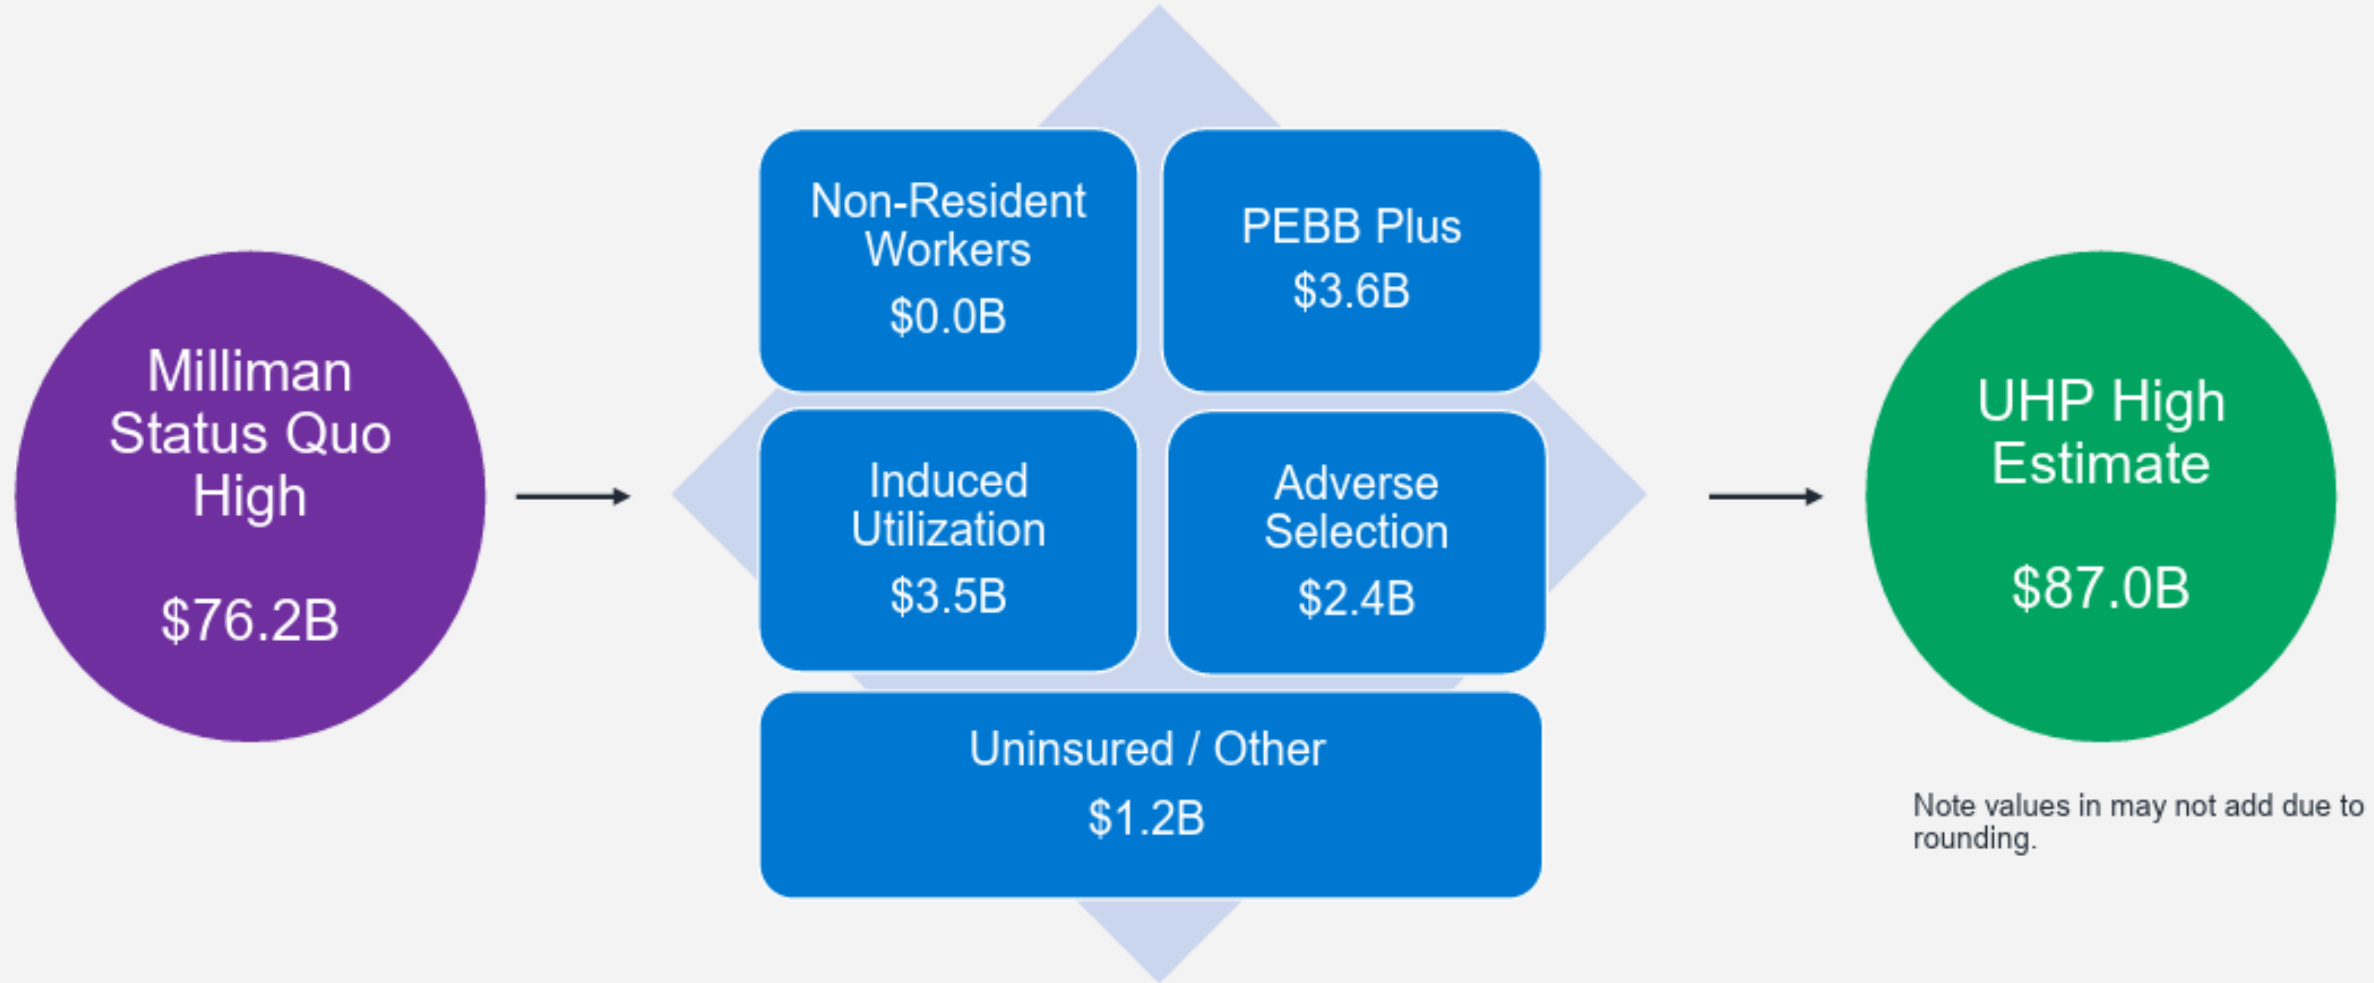 Milliman
Status Quo
High
$76.2B
Non-Resident
Workers
$0.0B
PEBB Plus
$3.6B
Induced
Utilization
$3.5B
Adverse
Selection
$2.4B
Uninsured / Other
$1.2B
UHP High
Estimate
$87.0B
Note values in may not add due to
rounding.